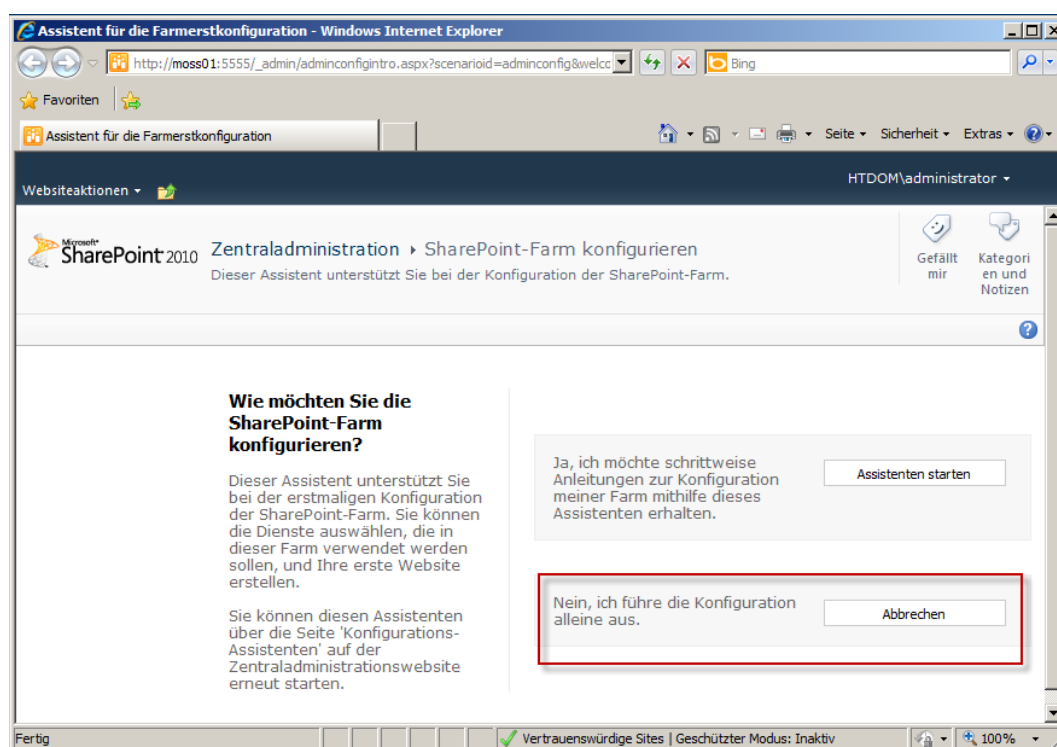 Assistent für die Farmerstkonfiguration - Windows Internet Explorer
http://moss01:5555/_admin/adminconfigintro.aspx?scenarioid=adminconfig&welcc
Bing
Favoriten
Assistent für die Farmerstkonfiguration
Seite
Sicherheit
Extras
HTDOM\administrator
Websiteaktionen
Microsoft
SharePoint 2010
Zentraladministration
SharePoint-Farm konfigurieren
Dieser Assistent unterstützt Sie bei der Konfiguration der SharePoint-Farm.
Gefällt
mir
Kategori
en und
Notizen
Wie möchten Sie die
SharePoint-Farm
konfigurieren?
Dieser Assistent unterstützt Sie
bei der erstmaligen Konfiguration
der SharePoint-Farm. Sie können
die Dienste auswählen, die in
dieser Farm verwendet werden
sollen, und Ihre erste Website
erstellen.
Sie können diesen Assistenten
über die Seite 'Konfigurations-
Assistenten' auf der
Zentraladministrationswebsite
erneut starten.
Ja, ich möchte schrittweise
Anleitungen zur Konfiguration
meiner Farm mithilfe dieses
Assistenten erhalten.
Assistenten starten
Nein, ich führe die Konfiguration
alleine aus.
Abbrechen
Fertig
Vertrauenswürdige Sites | Geschützter Modus: Inaktiv
100%